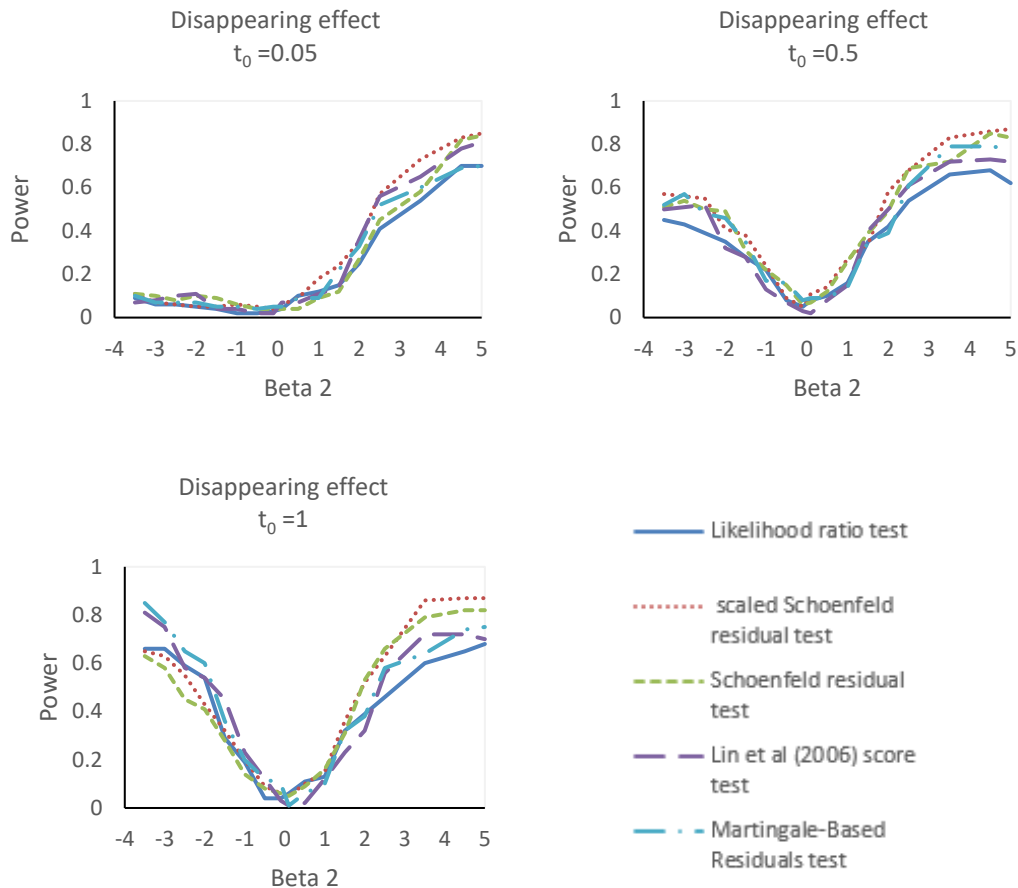 Disappearing effect
t₀ =0.05
1
0.8
0.6
0.4
0.2
0
Power
-4 -3 -2 -1 0 1 2 3 4 5
Beta 2
Disappearing effect
t₀ =0.5
1
0.8
0.6
0.4
0.2
0
Power
-4 -3 -2 -1 0 1 2 3 4 5
Beta 2
Disappearing effect
t₀ =1
1
0.8
0.6
0.4
0.2
0
Power
-4 -3 -2 -1 0 1 2 3 4 5
Beta 2
Likelihood ratio test
scaled Schoenfeld
residual test
Schoenfeld residual
test
Lin et al (2006) score
test
Martingale-Based
Residuals test